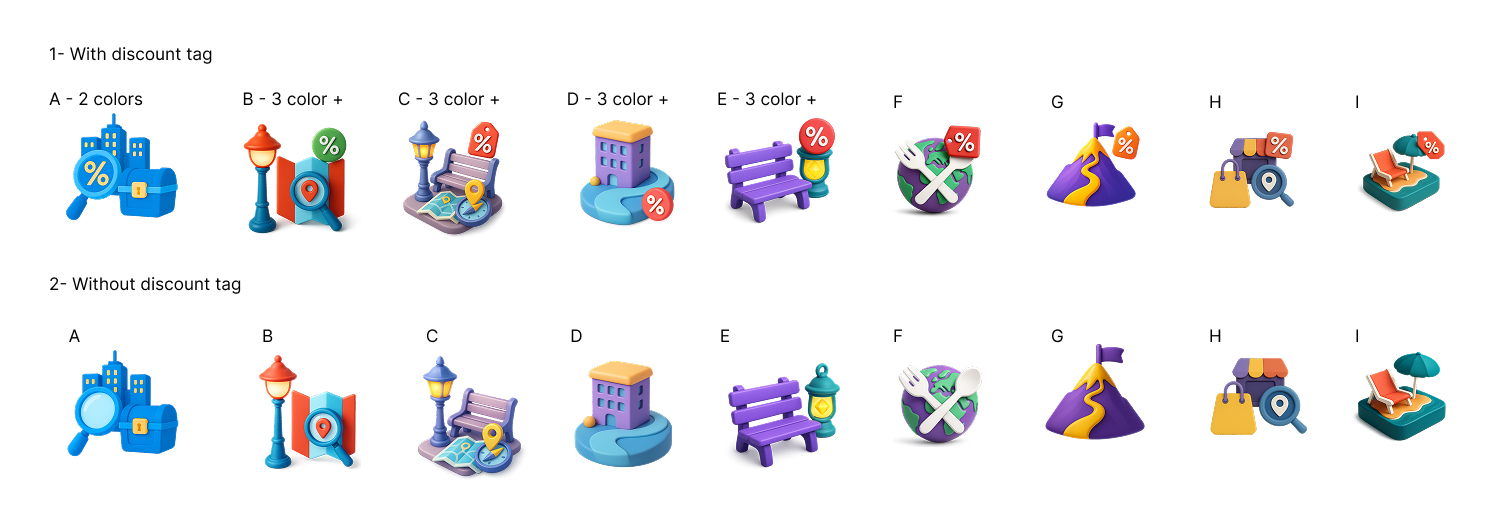 1- With discount tag
A - 2 colors
B - 3 color +
C - 3 color +
D - 3 color +
E - 3 color +
F
G
H
I
%
%
%
%
%
%
%
%
%
2- Without discount tag
A
B
C
D
E
F
G
H
I